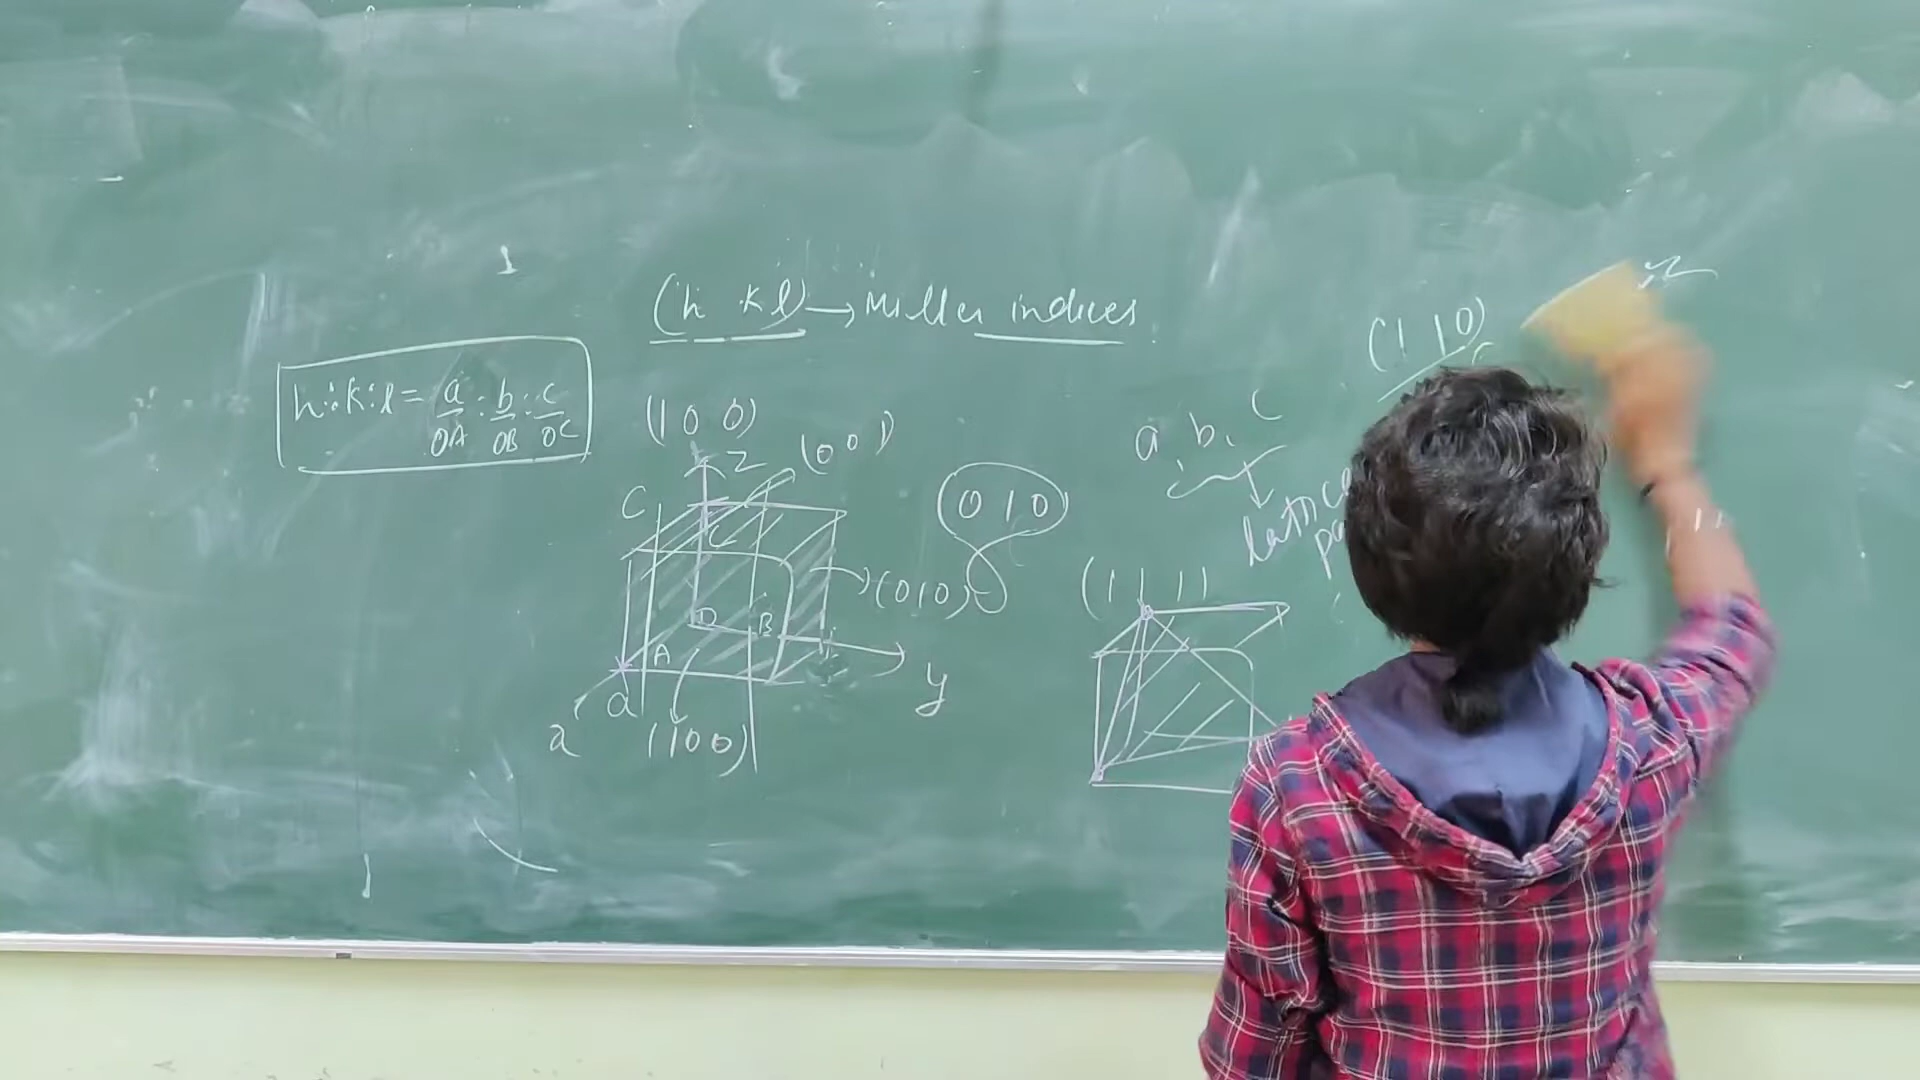 (h k l) → Miller indices
h:k:l = a/OA : b/OB : c/OC
(1 0 0)
Z
(0 0 1)
C
C
0 1 0
(0 1 0)
D
B
A
a
y
(1 0 0)
(1 1 0)
a, b, c
(1 1 1)